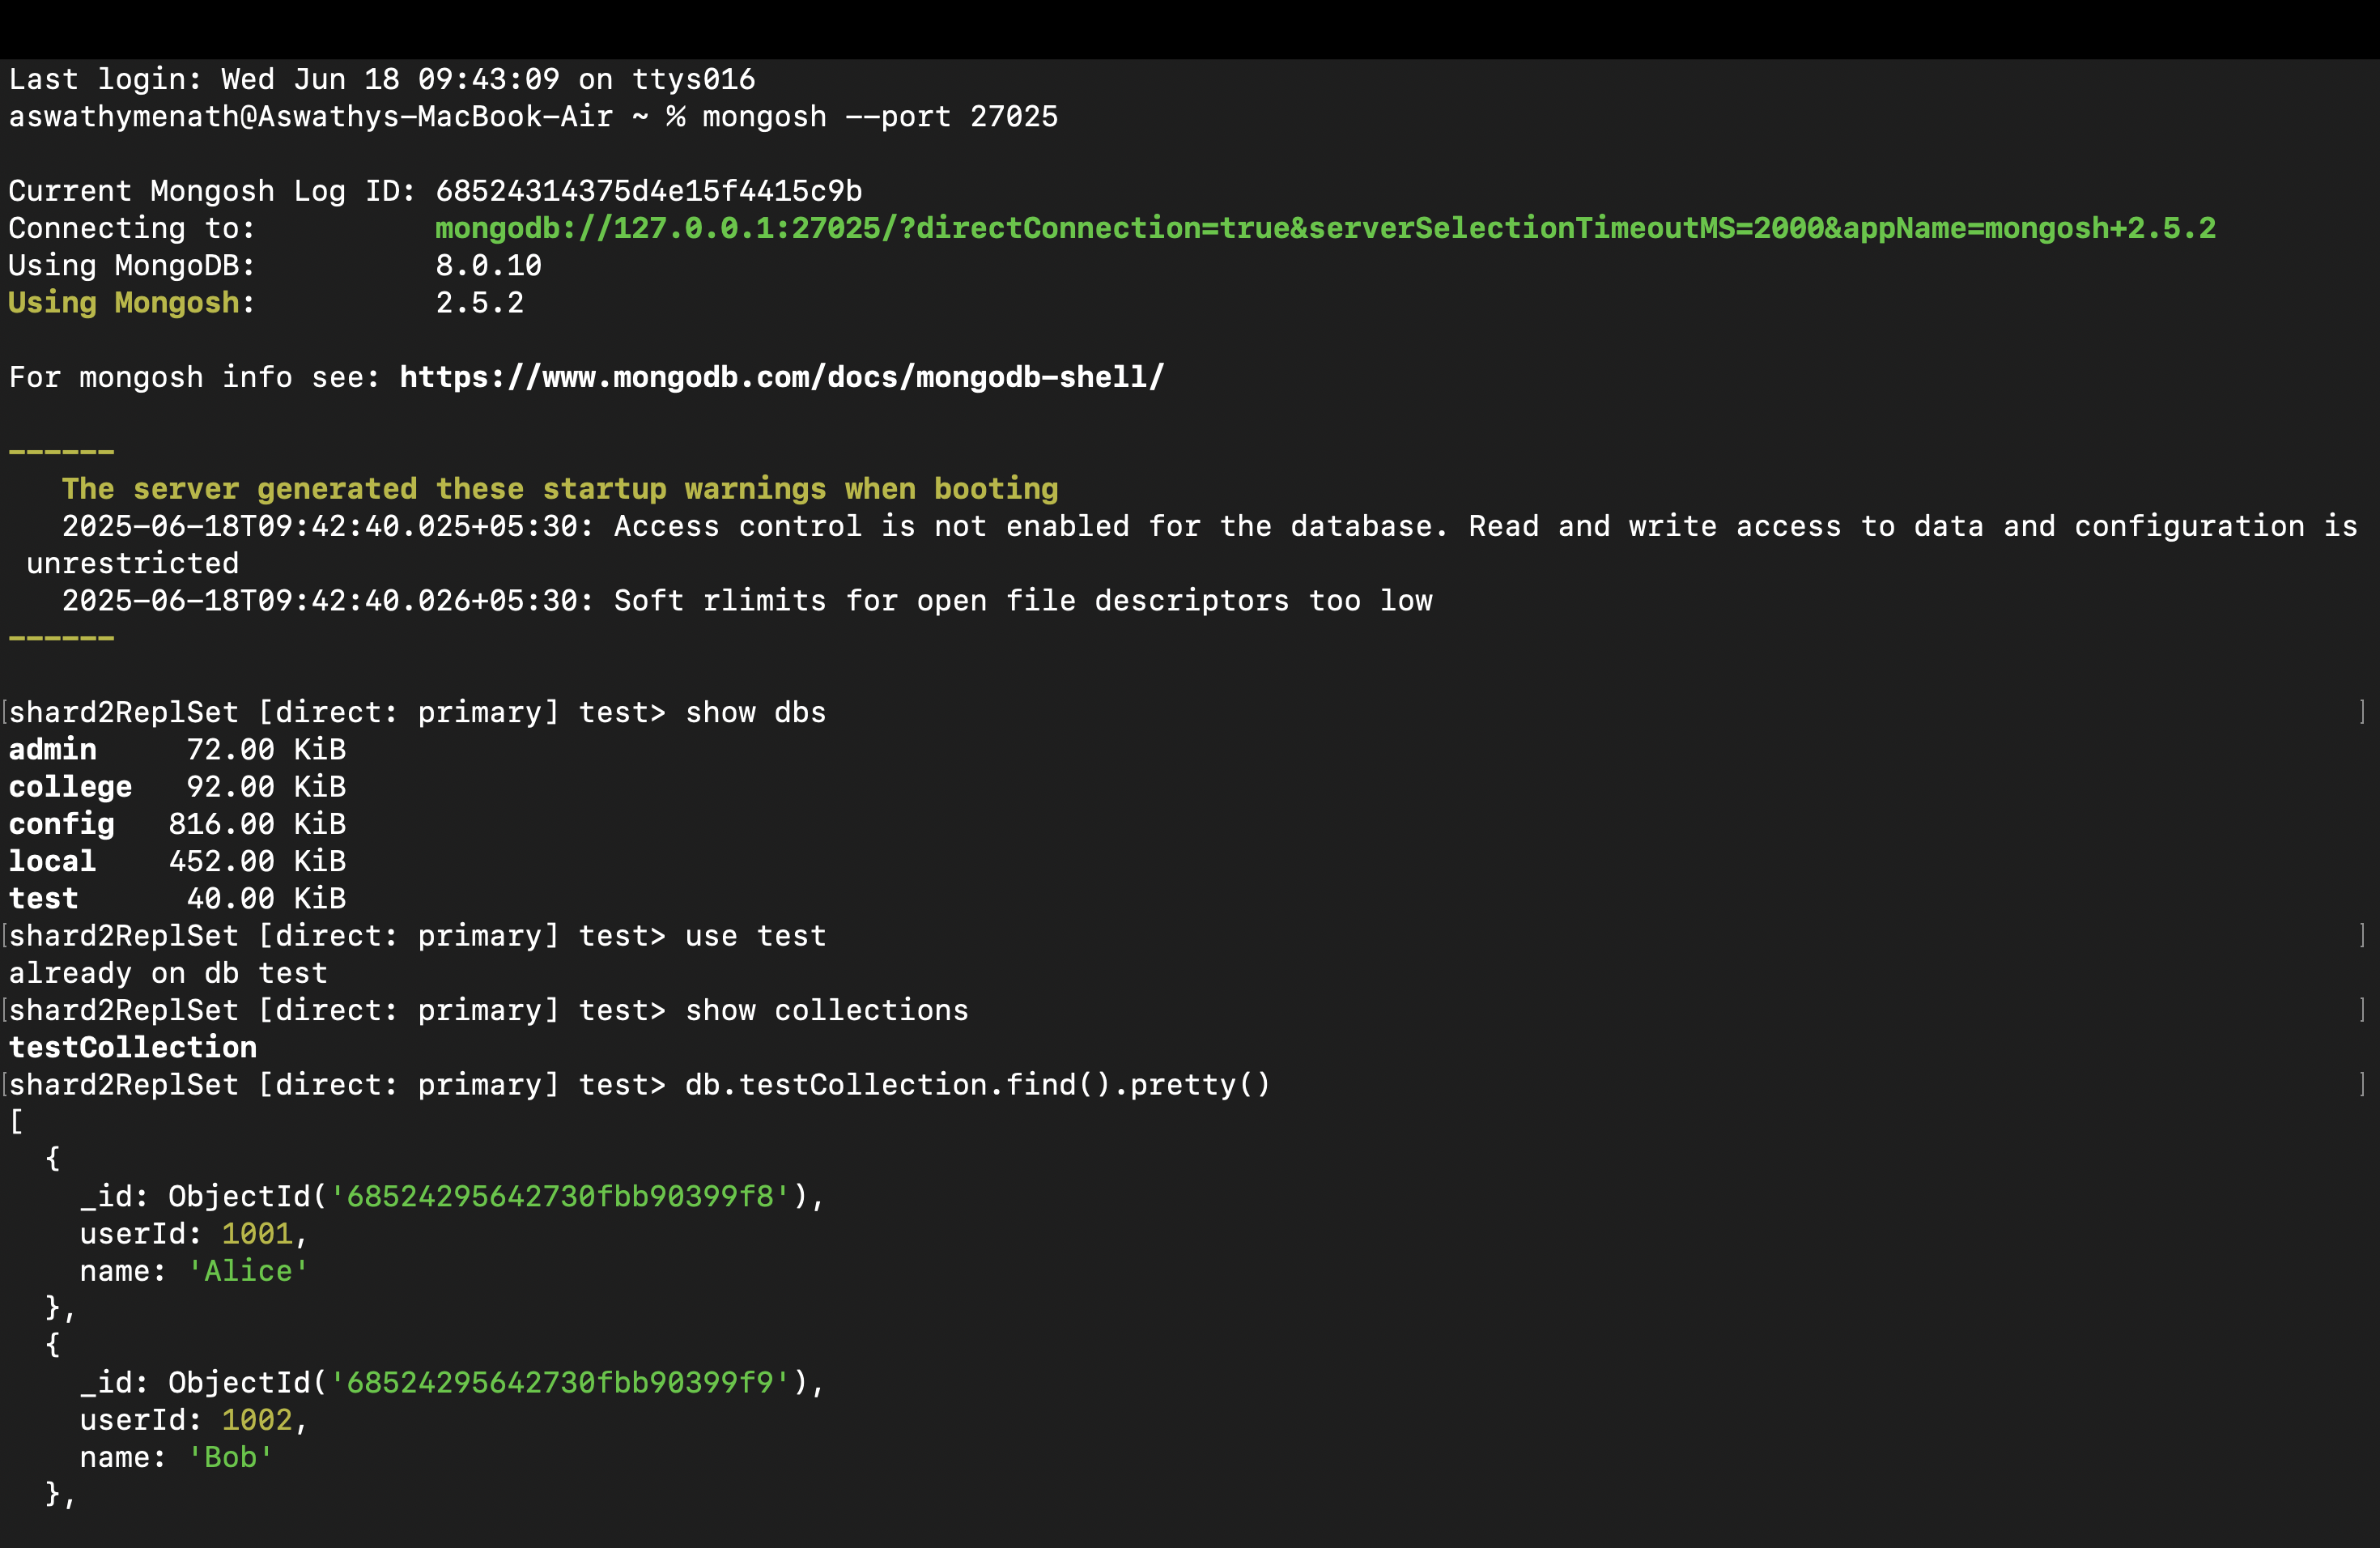 Last login: Wed Jun 18 09:43:09 on ttys016
aswathymenath@Aswathys-MacBook-Air ~ % mongosh --port 27025
Current Mongosh Log ID: 68524314375d4e15f4415c9b
Connecting to:          mongodb://127.0.0.1:27025/?directConnection=true&serverSelectionTimeoutMS=2000&appName=mongosh+2.5.2
Using MongoDB:          8.0.10
Using Mongosh:          2.5.2
For mongosh info see: https://www.mongodb.com/docs/mongodb-shell/
------
   The server generated these startup warnings when booting
   2025-06-18T09:42:40.025+05:30: Access control is not enabled for the database. Read and write access to data and configuration is
 unrestricted
   2025-06-18T09:42:40.026+05:30: Soft rlimits for open file descriptors too low
------
[shard2ReplSet [direct: primary] test> show dbs ]
admin     72.00 KiB
college   92.00 KiB
config   816.00 KiB
local    452.00 KiB
test      40.00 KiB
[shard2ReplSet [direct: primary] test> use test ]
already on db test
[shard2ReplSet [direct: primary] test> show collections ]
testCollection
[shard2ReplSet [direct: primary] test> db.testCollection.find().pretty() ]
[
  {
    _id: ObjectId('68524295642730fbb90399f8'),
    userId: 1001,
    name: 'Alice'
  },
  {
    _id: ObjectId('68524295642730fbb90399f9'),
    userId: 1002,
    name: 'Bob'
  },